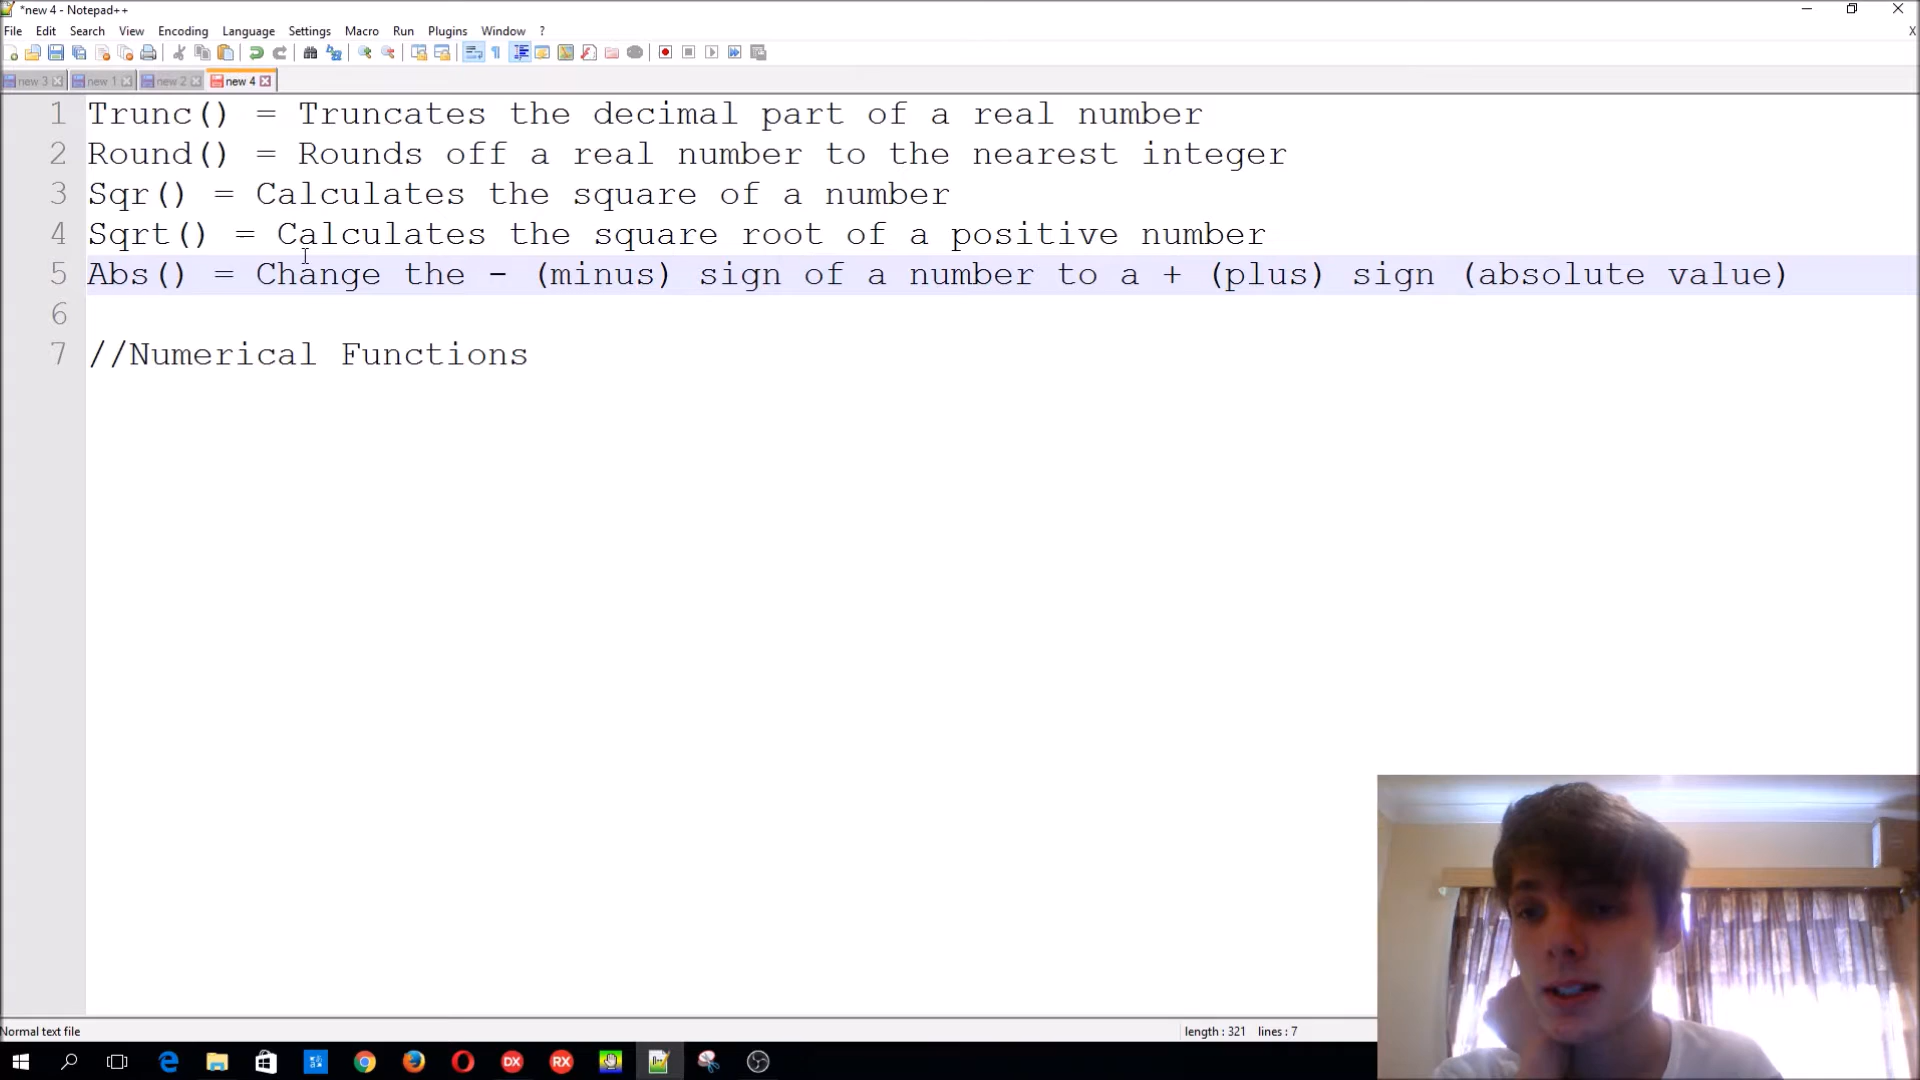 *new 4 - Notepad++
File Edit Search View Encoding Language Settings Macro Run Plugins Window ? X
new 3 new 1 new 2 new 4
1 Trunc() = Truncates the decimal part of a real number
2 Round() = Rounds off a real number to the nearest integer
3 Sqr() = Calculates the square of a number
4 Sqrt() = Calculates the square root of a positive number
5 Abs() = Change the - (minus) sign of a number to a + (plus) sign (absolute value)
6
7 //Numerical Functions
Normal text file length : 321 lines : 7
DX RX